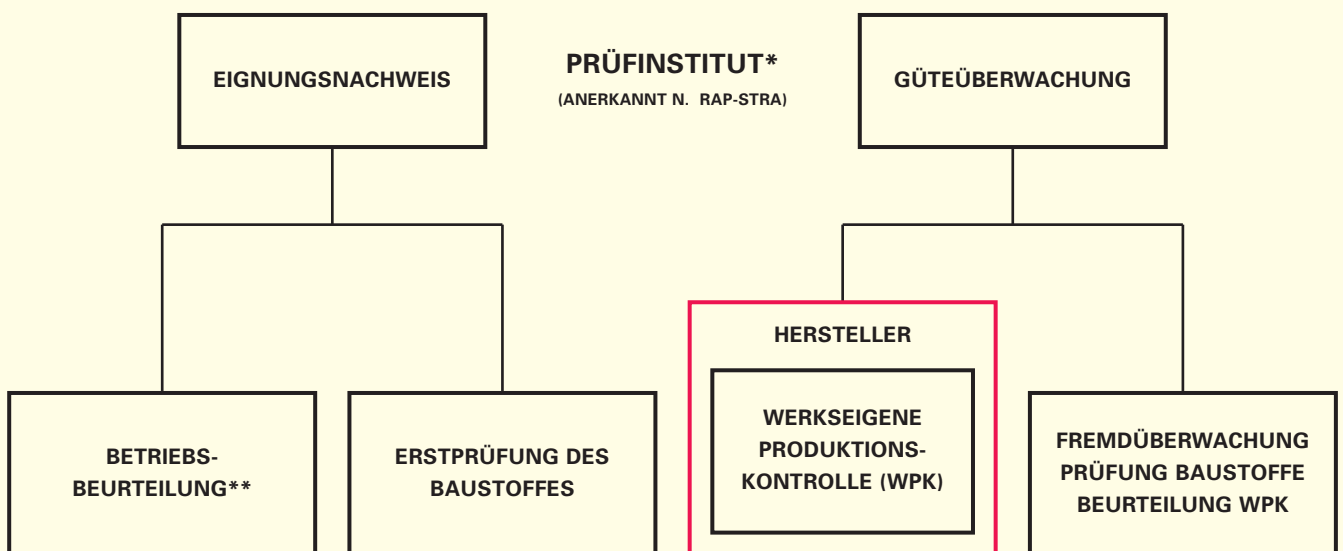 EIGNUNGSNACHWEIS
PRÜFINSTITUT*
(ANERKANNT N. RAP-STRA)
GÜTEÜBERWACHUNG
BETRIEBS-
BEURTEILUNG**
ERSTPRÜFUNG DES
BAUSTOFFES
HERSTELLER
WERKSEIGENE
PRODUKTIONS-
KONTROLLE (WPK)
FREMDÜBERWACHUNG
PRÜFUNG BAUSTOFFE
BEURTEILUNG WPK